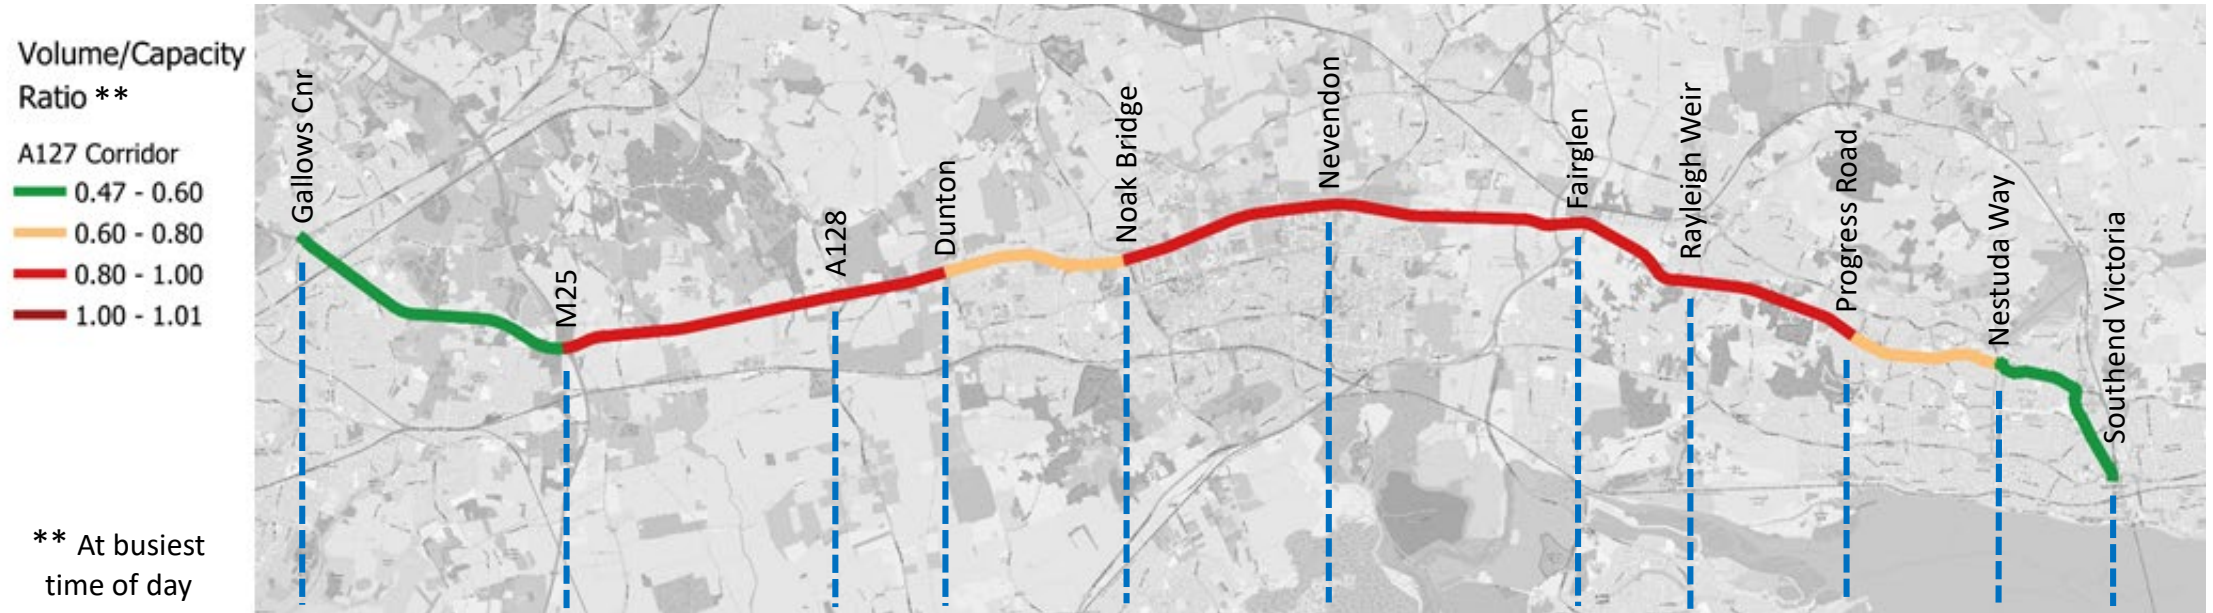 Volume/Capacity
Ratio **
A127 Corridor
0.47 - 0.60
0.60 - 0.80
0.80 - 1.00
1.00 - 1.01
** At busiest
time of day
Gallows Cnr
M25
A128
Dunton
Noak Bridge
Nevendon
Fairglen
Rayleigh Weir
Progress Road
Nestuda Way
Southend Victoria